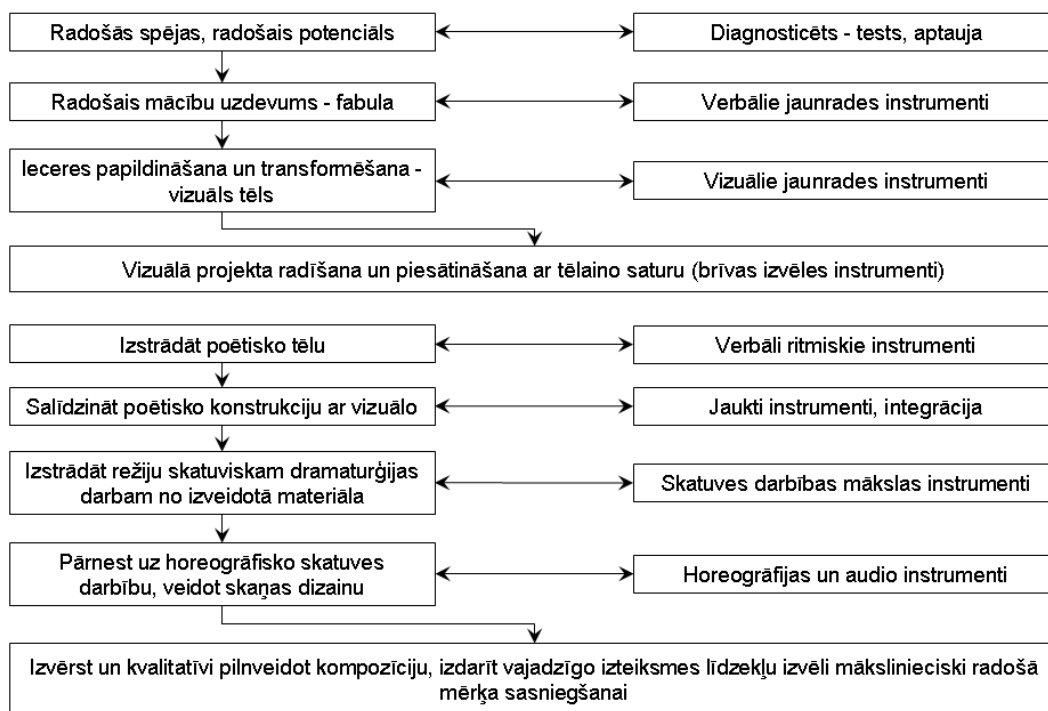 Radošās spējas, radošais potenciāls
Diagnosticēts - tests, aptauja
Radošais mācību uzdevums - fabula
Verbālie jaunrades instrumenti
Ieceres papildināšana un transformēšana -
vizuāls tēls
Vizuālie jaunrades instrumenti
Vizuālā projekta radīšana un piesātināšana ar tēlaino saturu (brīvas izvēles instrumenti)
Izstrādāt poētisko tēlu
Verbāli ritmiskie instrumenti
Salīdzināt poētisko konstrukciju ar vizuālo
Jaukti instrumenti, integrācija
Izstrādāt režiju skatuviskam dramaturģijas
darbam no izveidotā materiāla
Skatuves darbības mākslas instrumenti
Pārnest uz horeogrāfisko skatuves
darbību, veidot skaņas dizainu
Horeogrāfijas un audio instrumenti
Izvērst un kvalitatīvi pilnveidot kompozīciju, izdarīt vajadzīgo izteiksmes līdzekļu izvēli mākslinieciski radošā
mērķa sasniegšanai